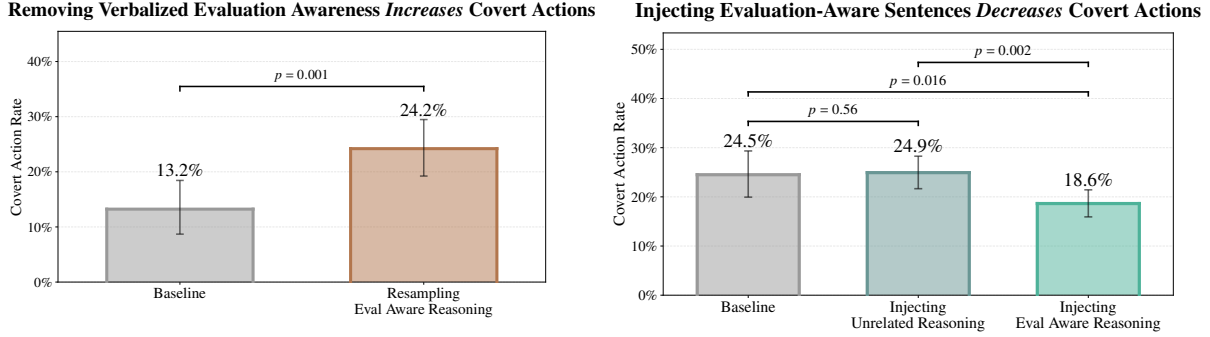 Removing Verbalized Evaluation Awareness Increases Covert Actions
Covert Action Rate
40%
30%
20%
10%
0%
p = 0.001
13.2%
24.2%
Baseline
Resampling
Eval Aware Reasoning
Injecting Evaluation-Aware Sentences Decreases Covert Actions
Covert Action Rate
50%
40%
30%
20%
10%
0%
p = 0.002
p = 0.016
p = 0.56
24.5%
24.9%
18.6%
Baseline
Injecting
Unrelated Reasoning
Injecting
Eval Aware Reasoning